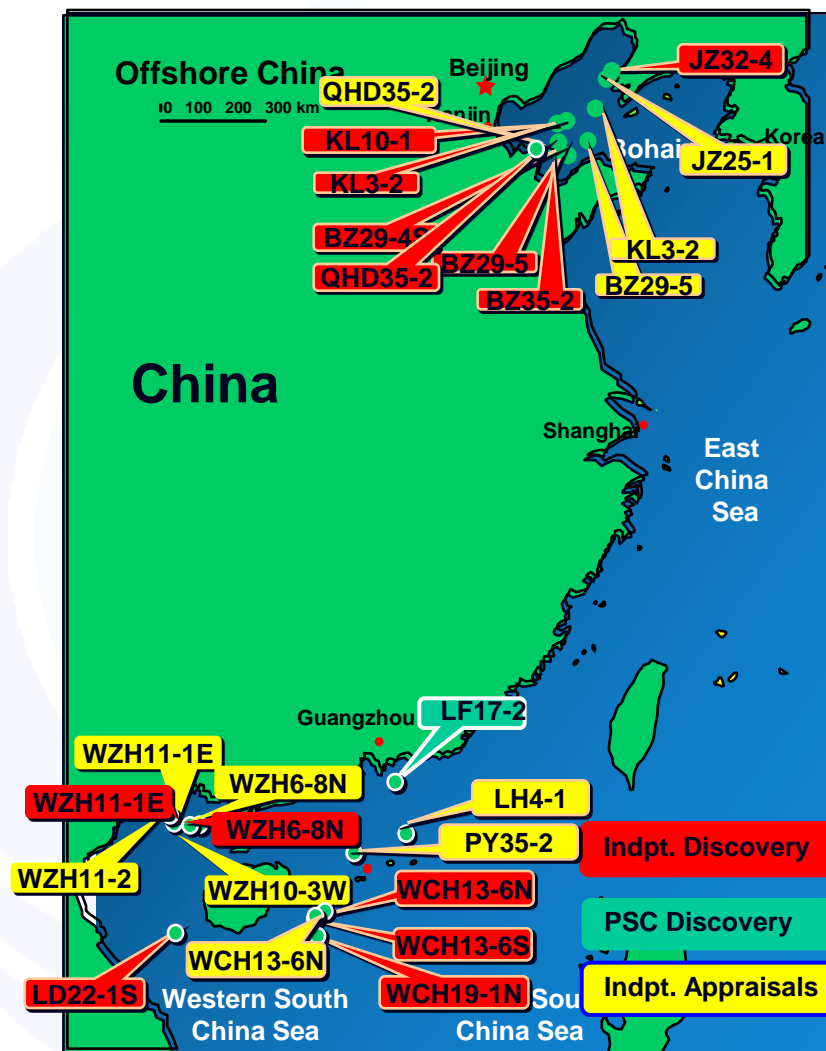 Offshore China
Beijing
JZ32-4
QHD35-2
0 100 200 300 km
KL10-1
Bohai
Korea
JZ25-1
KL3-2
BZ29-4S
KL3-2
BZ29-5
QHD35-2
BZ29-5
BZ35-2
China
Shanghai
East
China
Sea
Guangzhou
LF17-2
WZH11-1E
WZH6-8N
WZH11-1E
LH4-1
WZH6-8N
PY35-2
Indpt. Discovery
WZH11-2
WZH10-3W
WCH13-6N
PSC Discovery
WCH13-6S
WCH13-6N
LD22-1S
WCH19-1N
Indpt. Appraisals
Western South
China Sea
Sou
China Sea